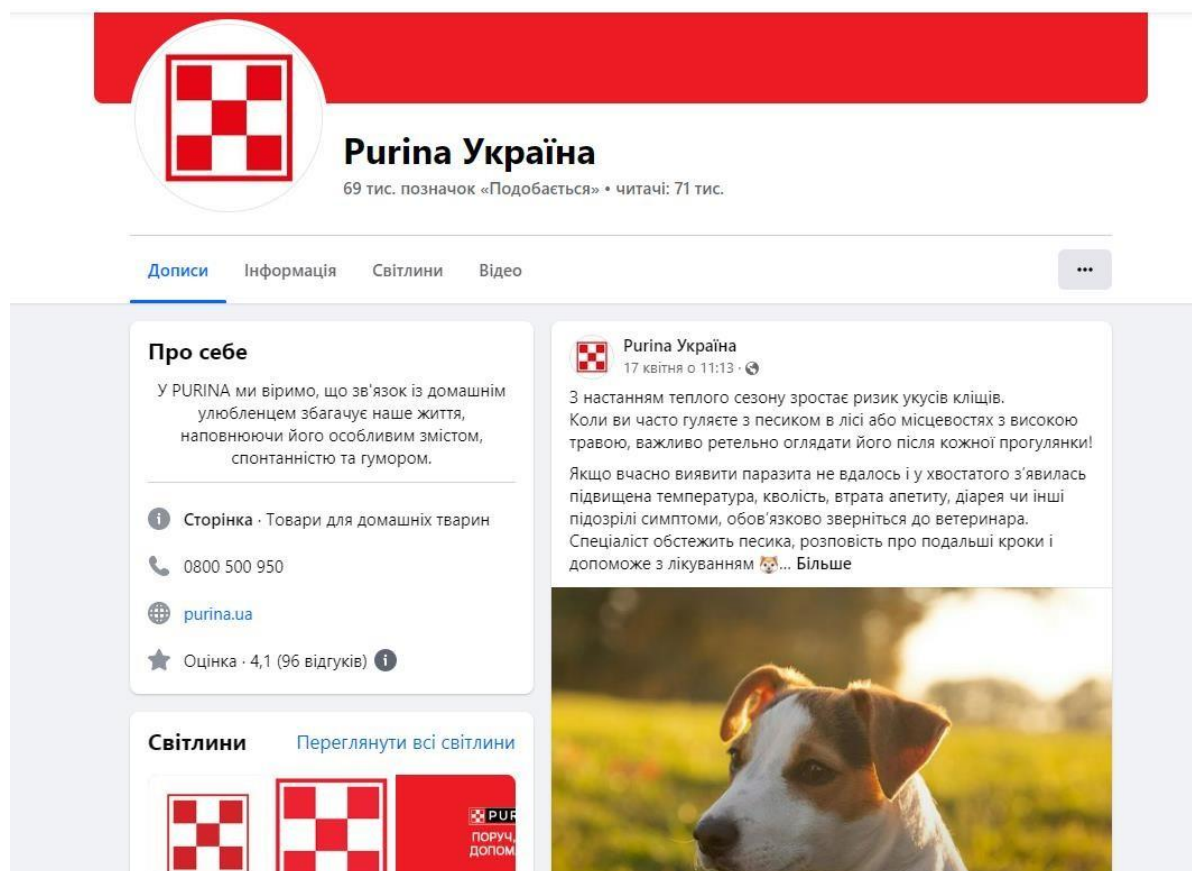 Purina Україна
69 тис. позначок «Подобається» • читачі: 71 тис.
Дописи
Інформація
Світлини
Відео
Про себе
У PURINA ми віримо, що зв'язок із домашнім
улюбленцем збагачує наше життя,
наповнюючи його особливим змістом,
спонтанністю та гумором.
Сторінка · Товари для домашніх тварин
0800 500 950
purina.ua
Оцінка · 4,1 (96 відгуків)
Світлини
Переглянути всі світлини
PUR
ПОРУЧ,
ДОПОМ
Purina Україна
17 квітня о 11:13 ·
З настанням теплого сезону зростає ризик укусів кліщів.
Коли ви часто гуляєте з песиком в лісі або місцевостях з високою
травою, важливо ретельно оглядати його після кожної прогулянки!
Якщо вчасно виявити паразита не вдалось і у хвостатого з’явилась
підвищена температура, кволість, втрата апетиту, діарея чи інші
підозрілі симптоми, обов’язково зверніться до ветеринара.
Спеціаліст обстежить песика, розповість про подальші кроки і
допоможе з лікуванням 🐶... Більше